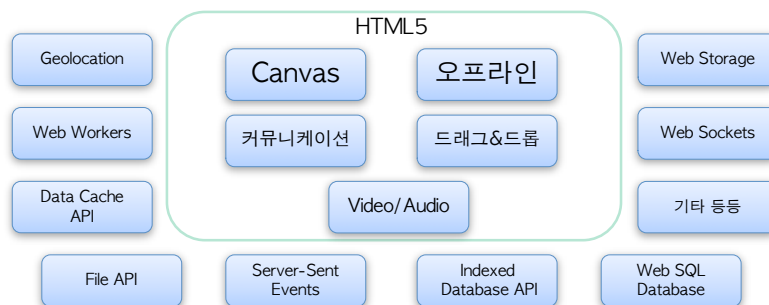 HTML5
Geolocation
Canvas
오프라인
Web Storage
Web Workers
커뮤니케이션
드래그&드롭
Web Sockets
Data Cache
API
Video/Audio
기타 등등
File API
Server-Sent
Events
Indexed
Database API
Web SQL
Database